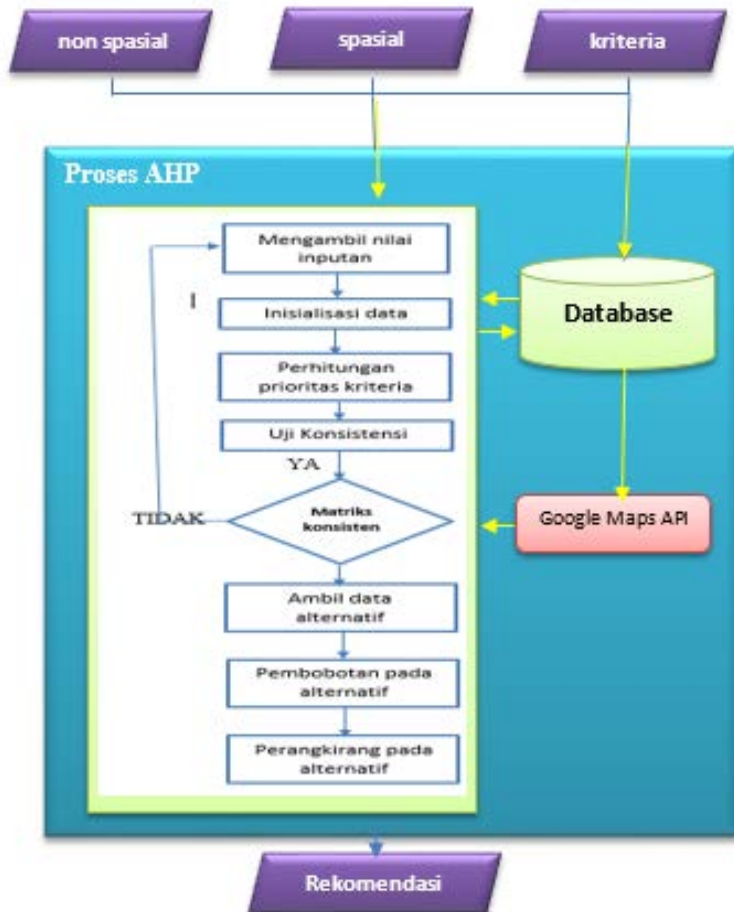 non spasial
spasial
kriteria
Proses AHP
Mengambil nilai
inputan
I
Inisialisasi data
Database
Perhitungan
prioritas kriteria
Uji Konsistensi
YA
TIDAK
Matriks
konsisten
Google Maps API
Ambil data
alternatif
Pembobotan pada
alternatif
Perangkirang pada
alternatif
Rekomendasi